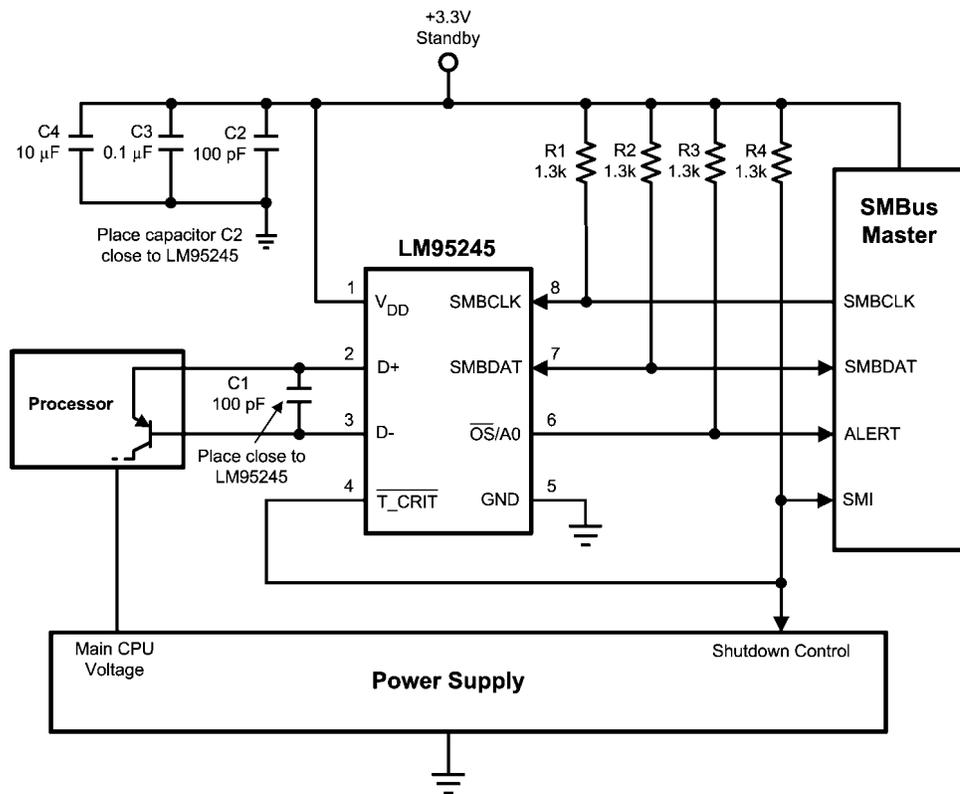 +3.3V
Standby
C4
10 μF
C3
0.1 μF
C2
100 pF
R1
1.3k
R2
1.3k
R3
1.3k
R4
1.3k
Place capacitor C2
close to LM95245
LM95245
SMBus
Master
1
V_DD
SMBCLK
8
SMBCLK
2
D+
SMBDAT
7
SMBDAT
Processor
C1
100 pF
3
D-
O̅S̅/A0
6
ALERT
Place close to
LM95245
4
T̅_̅C̅R̅I̅T̅
GND
5
SMI
Main CPU
Voltage
Shutdown Control
Power Supply